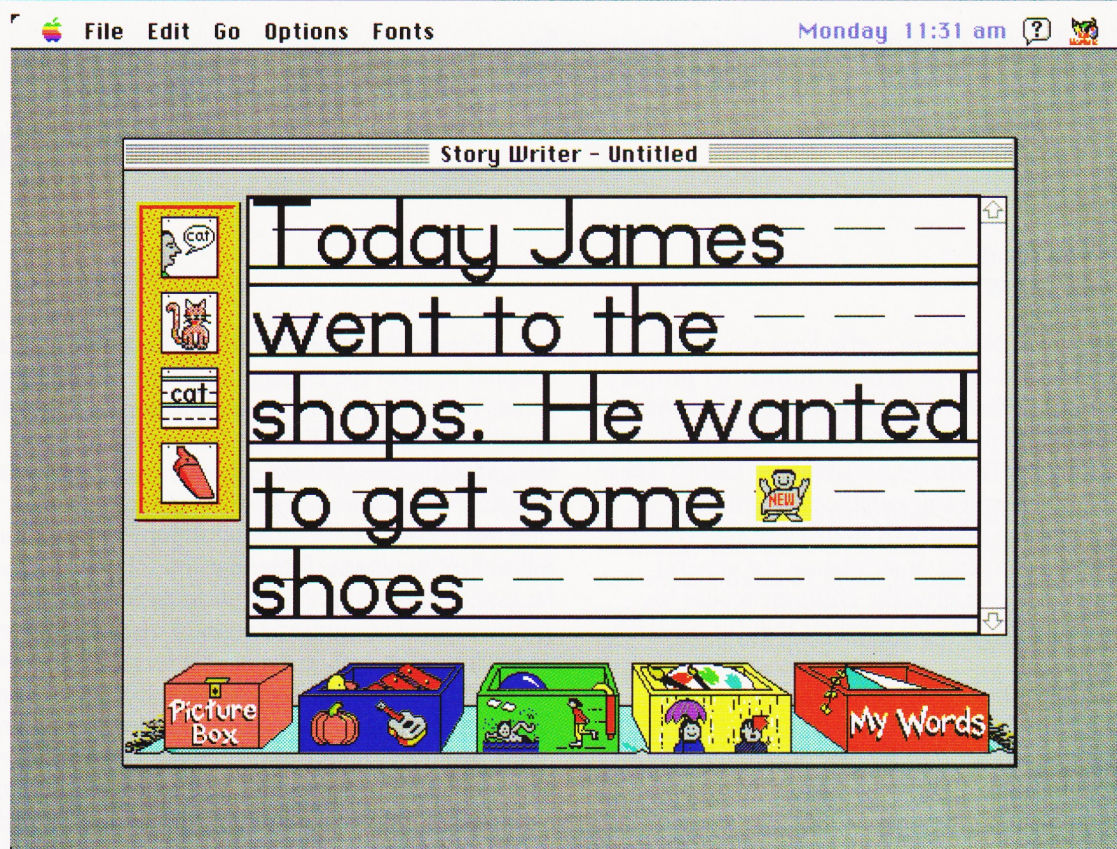 File Edit Go Options Fonts Monday 11:31 am ?
Story Writer - Untitled
cat
cat
Today James
went to the
shops. He wanted
to get some NEW
shoes
Picture
Box
My Words